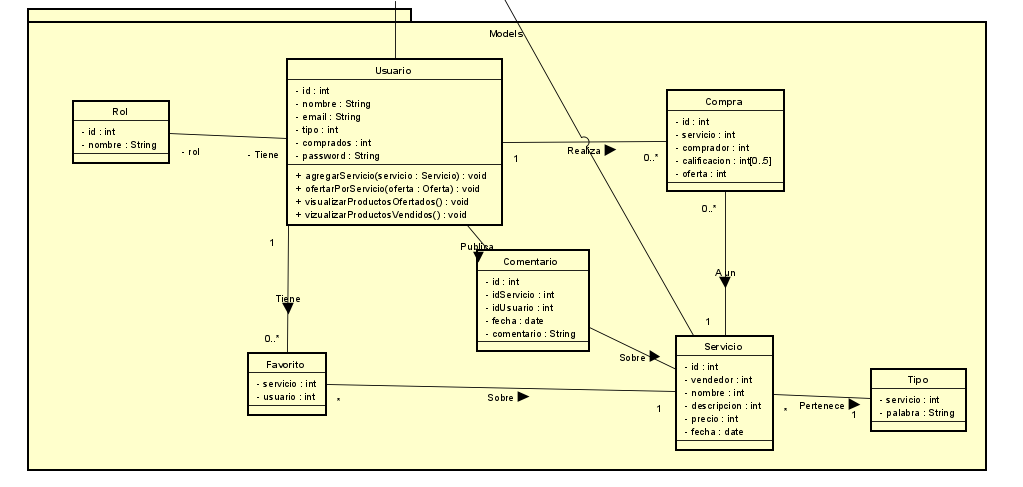 Models
Usuario
- id : int
- nombre : String
- email : String
- tipo : int
- comprados : int
- password : String
+ agregarServicio(servicio : Servicio) : void
+ ofertarPorServicio(oferta : Oferta) : void
+ visualizarProductosOfertados() : void
+ vizualizarProductosVendidos() : void
Rol
- id : int
- nombre : String
- rol
- Tiene
Compra
- id : int
- servicio : int
- comprador : int
- calificacion : int[0..5]
- oferta : int
1
Realiza
0..*
0..*
A un
1
1
Tiene
0..*
Publica
Comentario
- id : int
- idServicio : int
- idUsuario : int
- fecha : date
- comentario : String
Sobre
Servicio
- id : int
- vendedor : int
- nombre : int
- descripcion : int
- precio : int
- fecha : date
Favorito
- servicio : int
- usuario : int
*
Sobre
1
*
Pertenece
1
Tipo
- servicio : int
- palabra : String